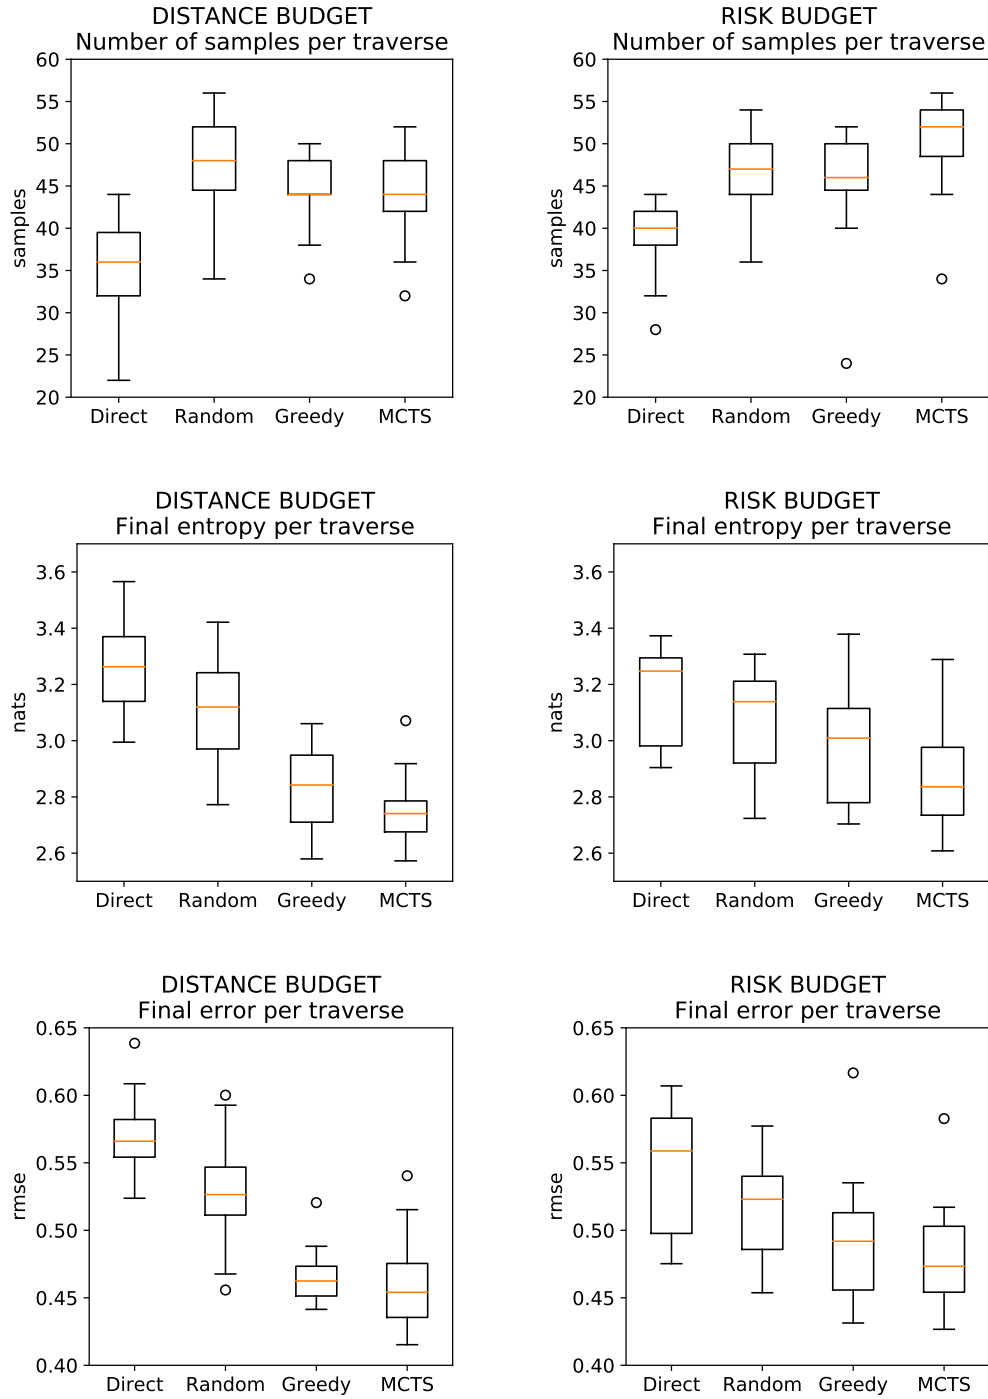 DISTANCE BUDGET
Number of samples per traverse
60
55
50
45
40
35
30
25
20
samples
Direct Random Greedy MCTS
RISK BUDGET
Number of samples per traverse
60
55
50
45
40
35
30
25
20
samples
Direct Random Greedy MCTS
DISTANCE BUDGET
Final entropy per traverse
3.6
3.4
3.2
3.0
2.8
2.6
nats
Direct Random Greedy MCTS
RISK BUDGET
Final entropy per traverse
3.6
3.4
3.2
3.0
2.8
2.6
nats
Direct Random Greedy MCTS
DISTANCE BUDGET
Final error per traverse
0.65
0.60
0.55
0.50
0.45
0.40
rmse
Direct Random Greedy MCTS
RISK BUDGET
Final error per traverse
0.65
0.60
0.55
0.50
0.45
0.40
rmse
Direct Random Greedy MCTS